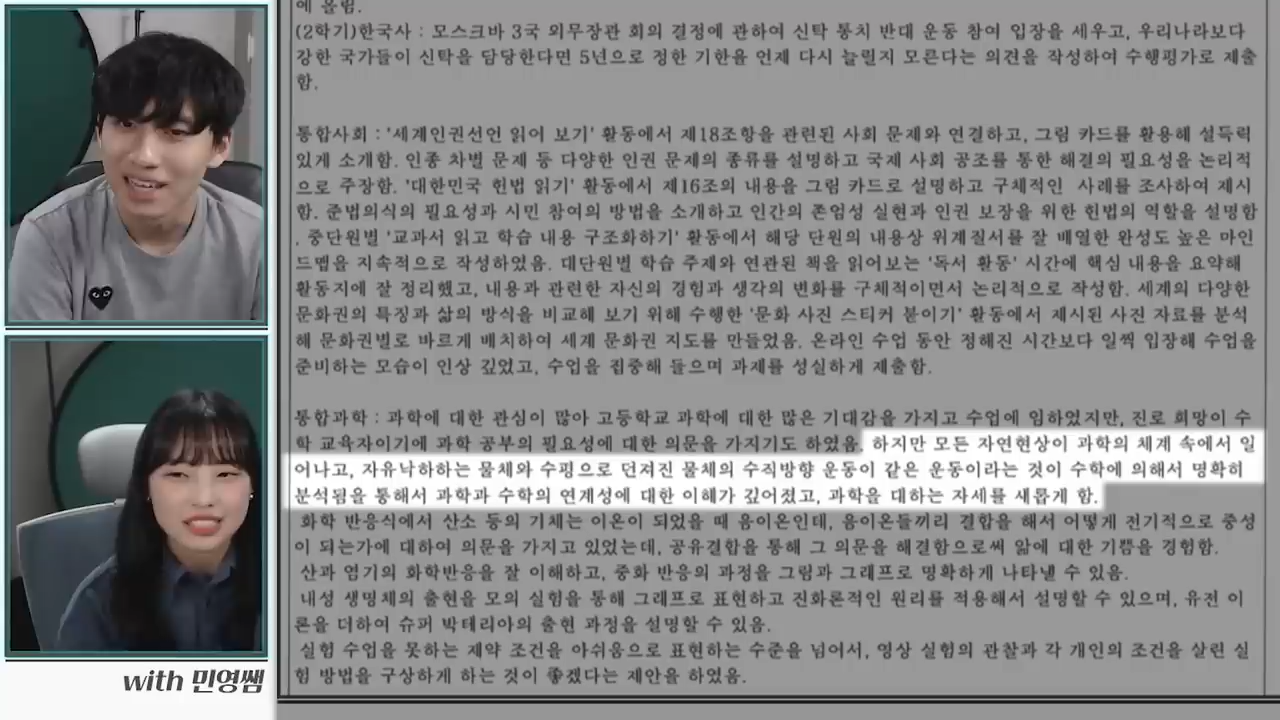 에 올림.
(2학기)한국사 : 모스크바 3국 외무장관 회의 결정에 관하여 신탁 통치 반대 운동 참여 입장을 세우고, 우리나라보다
강한 국가들이 신탁을 담당한다면 5년으로 정한 기한을 언제 다시 늘릴지 모른다는 의견을 작성하여 수행평가로 제출
함.
통합사회 : '세계인권선언 읽어 보기' 활동에서 제18조항을 관련된 사회 문제와 연결하고, 그림 카드를 활용해 설득력
있게 소개함. 인종 차별 문제 등 다양한 인권 문제의 종류를 설명하고 국제 사회 공조를 통한 해결의 필요성을 논리적
으로 주장함. '대한민국 헌법 읽기' 활동에서 제16조의 내용을 그림 카드로 설명하고 구체적인 사례를 조사하여 제시
함. 준법의식의 필요성과 시민 참여의 방법을 소개하고 인간의 존엄성 실현과 인권 보장을 위한 헌법의 역할을 설명함
, 중단원별 '교과서 읽고 학습 내용 구조화하기' 활동에서 해당 단원의 내용상 위계질서를 잘 배열한 완성도 높은 마인
드맵을 지속적으로 작성하였음. 대단원별 학습 주제와 연관된 책을 읽어보는 '독서 활동' 시간에 핵심 내용을 요약해
활동지에 잘 정리했고, 내용과 관련한 자신의 경험과 생각의 변화를 구체적이면서 논리적으로 작성함. 세계의 다양한
문화권의 특징과 삶의 방식을 비교해 보기 위해 수행한 '문화 사진 스티커 붙이기' 활동에서 제시된 사진 자료를 분석
해 문화권별로 바르게 배치하여 세계 문화권 지도를 만들었음. 온라인 수업 동안 정해진 시간보다 일찍 입장해 수업을
준비하는 모습이 인상 깊었고, 수업을 집중해 들으며 과제를 성실하게 제출함.
통합과학 : 과학에 대한 관심이 많아 고등학교 과학에 대한 많은 기대감을 가지고 수업에 임하였지만, 진로 희망이 수
학 교육자이기에 과학 공부의 필요성에 대한 의문을 가지기도 하였음. 하지만 모든 자연현상이 과학의 체계 속에서 일
어나고, 자유낙하하는 물체와 수평으로 던져진 물체의 수직방향 운동이 같은 운동이라는 것이 수학에 의해서 명확히
분석됨을 통해서 과학과 수학의 연계성에 대한 이해가 깊어졌고, 과학을 대하는 자세를 새롭게 함.
화학 반응식에서 산소 등의 기체는 이온이 되었을 때 음이온인데, 음이온들끼리 결합을 해서 어떻게 전기적으로 중성
이 되는가에 대하여 의문을 가지고 있었는데, 공유결합을 통해 그 의문을 해결함으로써 앎에 대한 기쁨을 경험함.
산과 염기의 화학반응을 잘 이해하고, 중화 반응의 과정을 그림과 그래프로 명확하게 나타낼 수 있음.
내성 생명체의 출현을 모의 실험을 통해 그래프로 표현하고 진화론적인 원리를 적용해서 설명할 수 있으며, 유전 이
론을 더하여 슈퍼 박테리아의 출현 과정을 설명할 수 있음.
실험 수업을 못하는 제약 조건을 아쉬움으로 표현하는 수준을 넘어서, 영상 실험의 관찰과 각 개인의 조건을 살린 실
험 방법을 구상하게 하는 것이 좋겠다는 제안을 하였음.
with 민영쌤